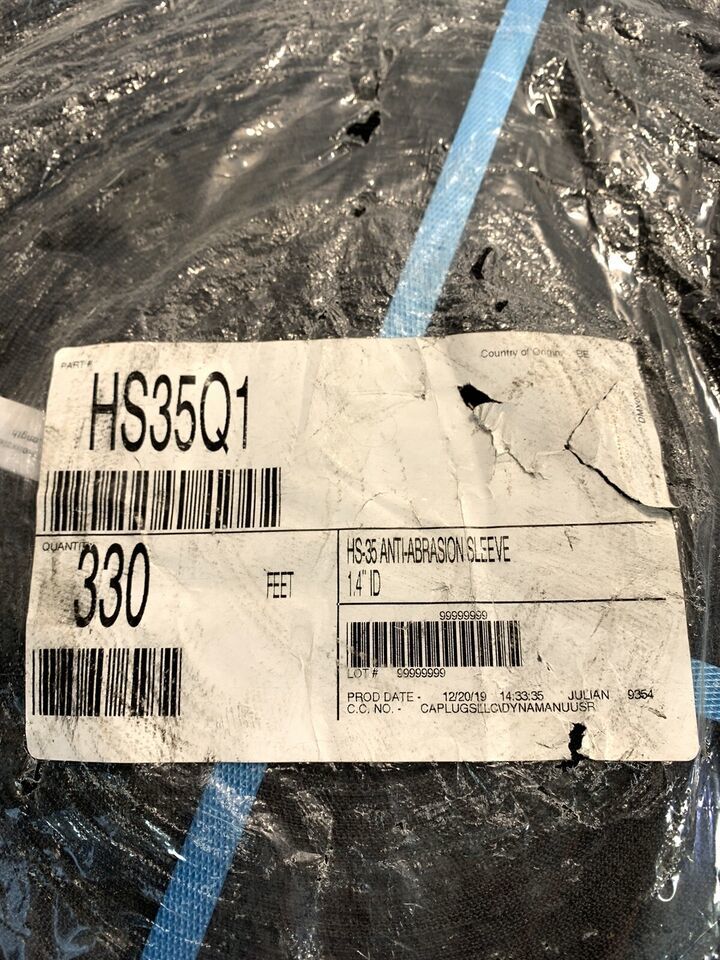 PART#
Country of Origin BE
HS35Q1
QUANTITY
330
FEET
HS-35 ANTI-ABRASION SLEEVE
1.4" ID
99999999
LOT # 99999999
PROD DATE - 12/20/19 14:33:35 JULIAN 9354
C.C. NO. - CAPLUGSLLC\DYNAMANUUSR